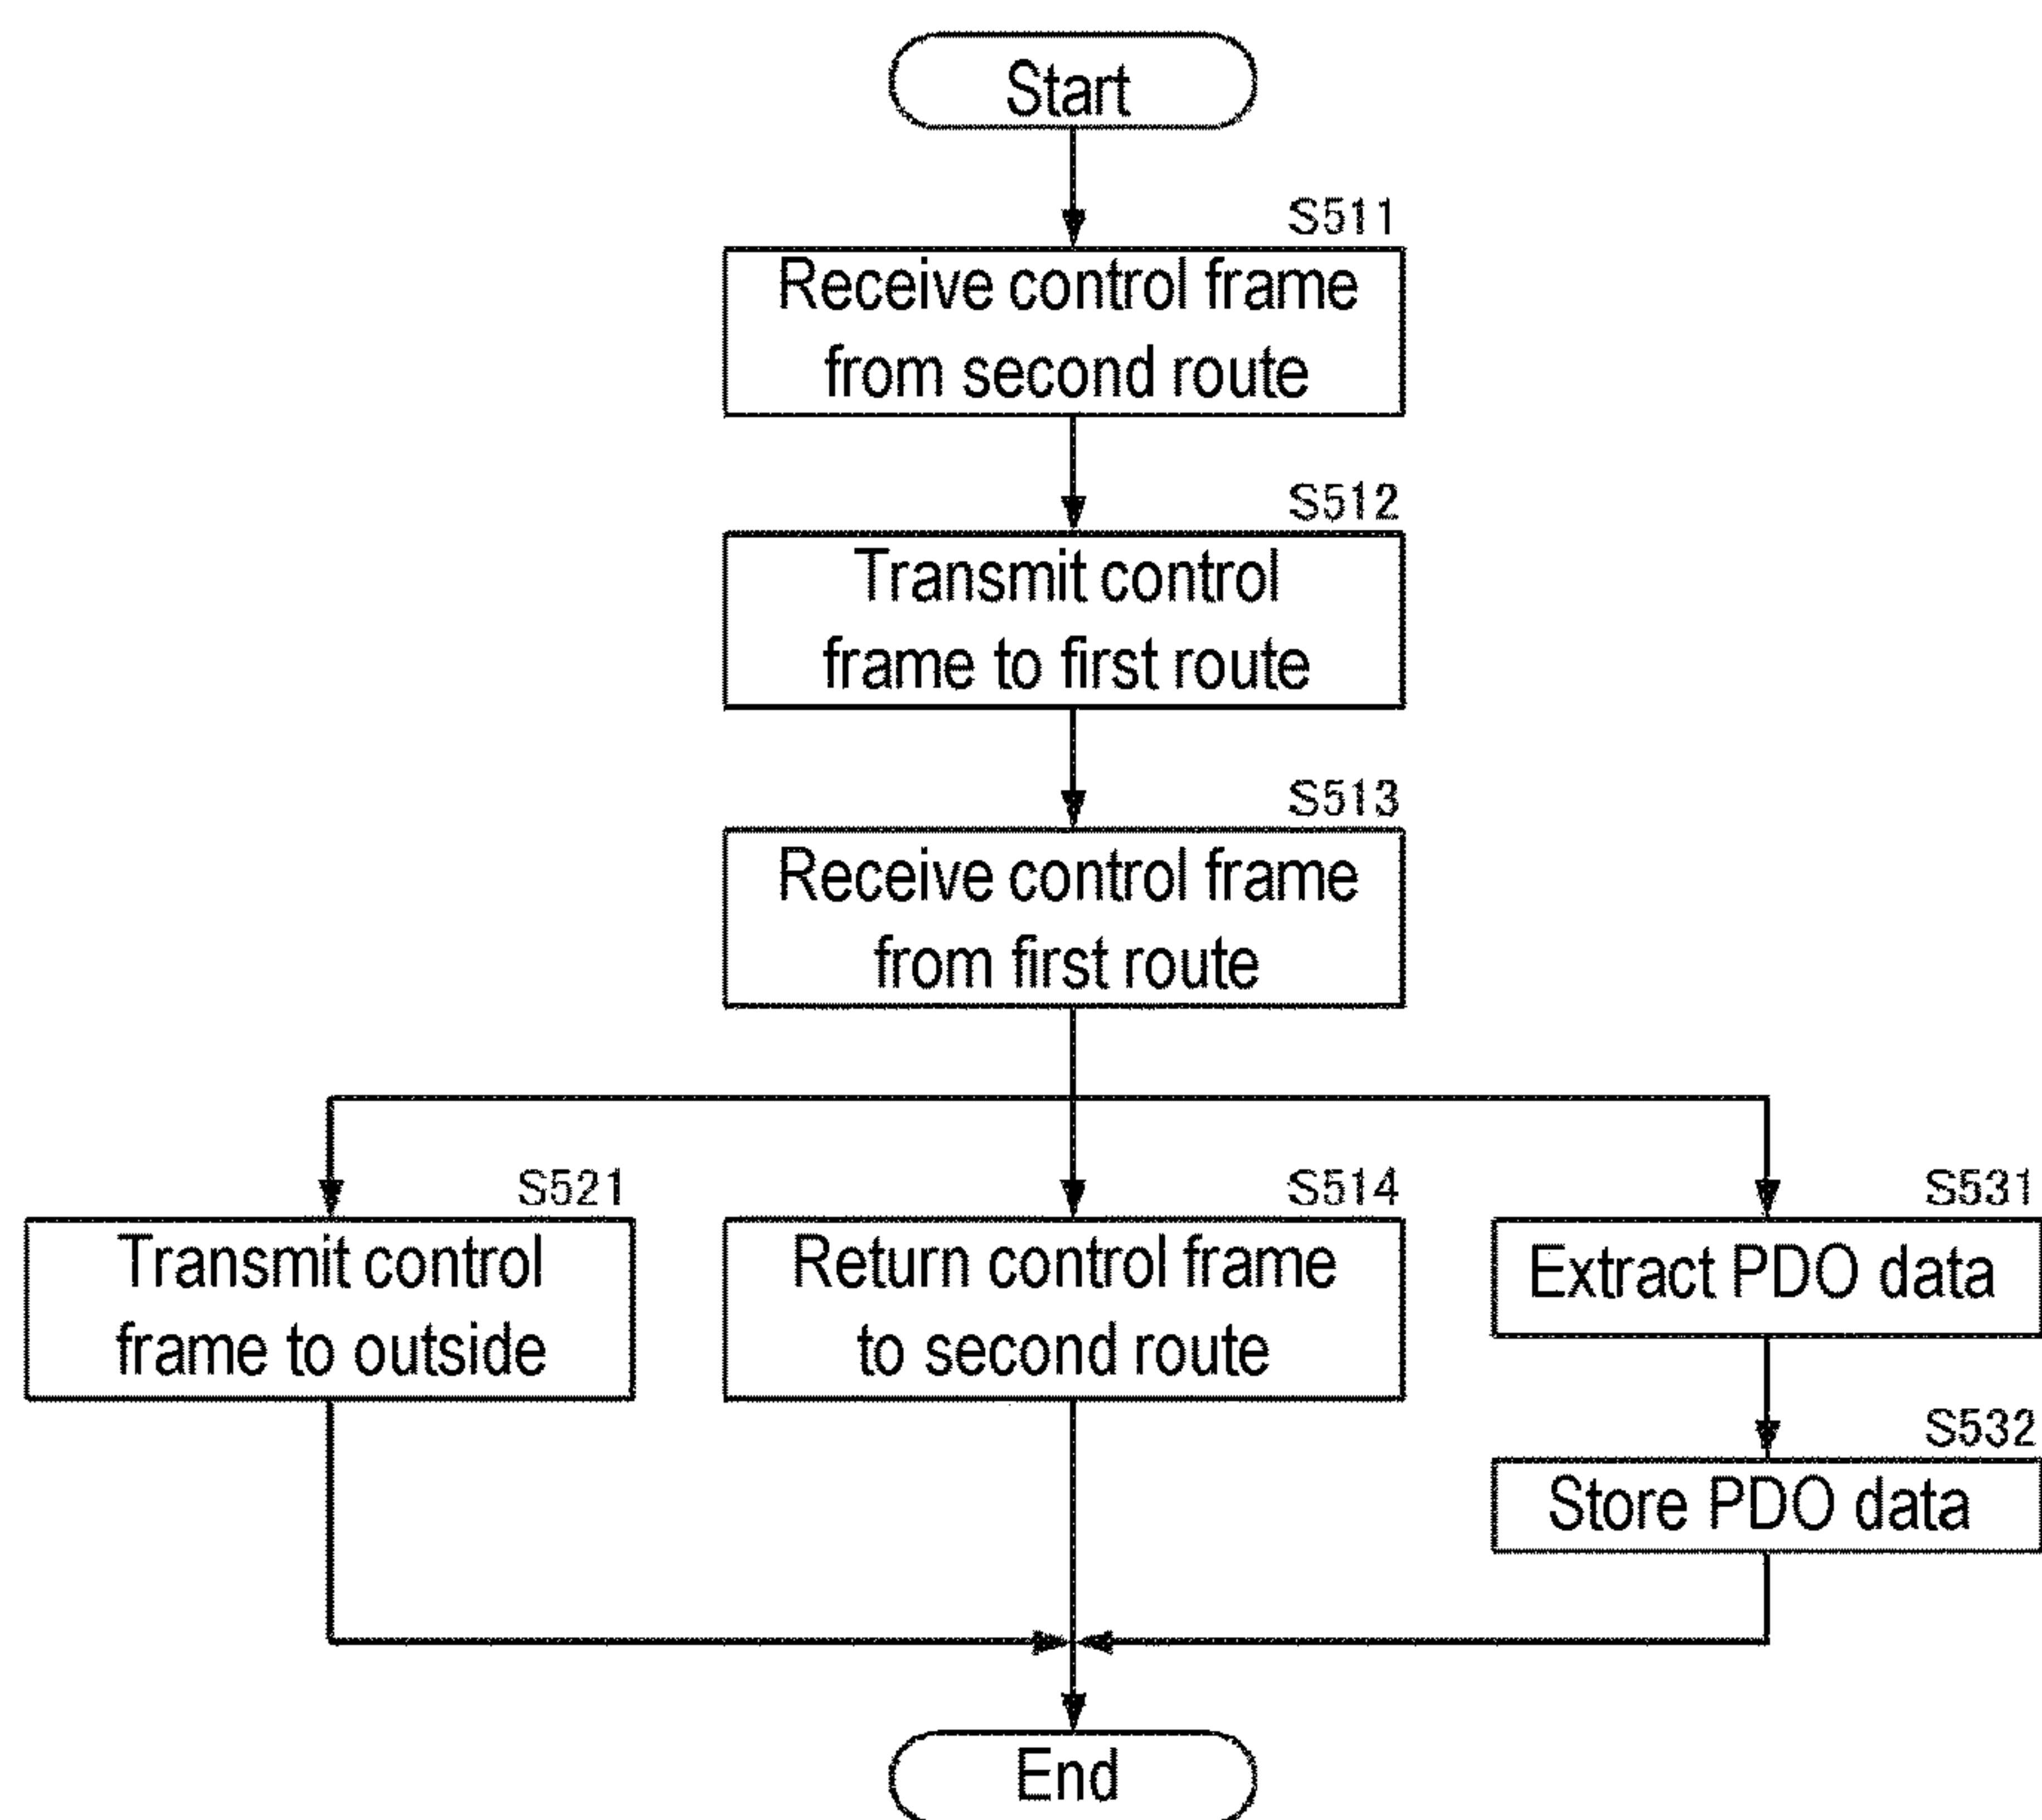 Start
S511
Receive control frame
from second route
S512
Transmit control
frame to first route
S513
Receive control frame
from first route
S521
Transmit control
frame to outside
S514
Return control frame
to second route
S531
Extract PDO data
S532
Store PDO data
End